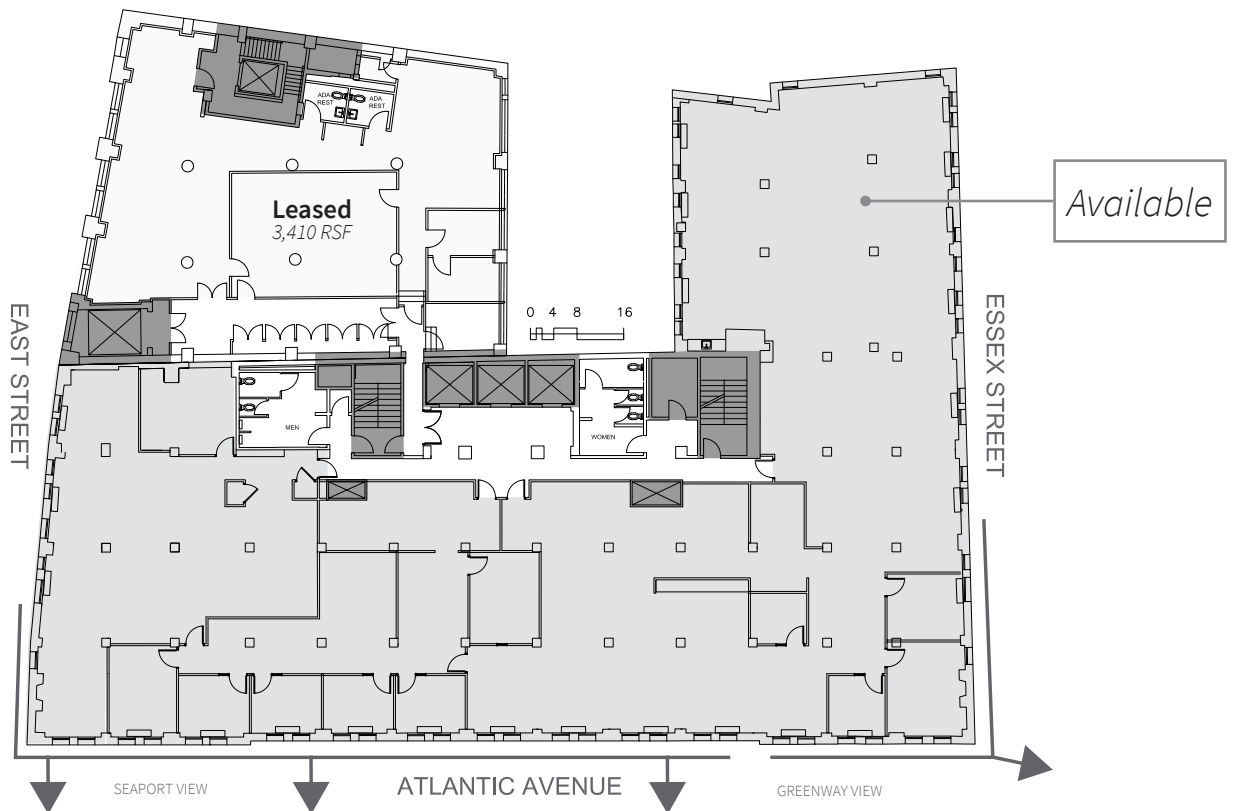 ADA
REST
ADA
REST
Leased
3,410 RSF
Available
0 4 8 16
EAST STREET
ESSEX STREET
MEN
WOMEN
SEAPORT VIEW
ATLANTIC AVENUE
GREENWAY VIEW